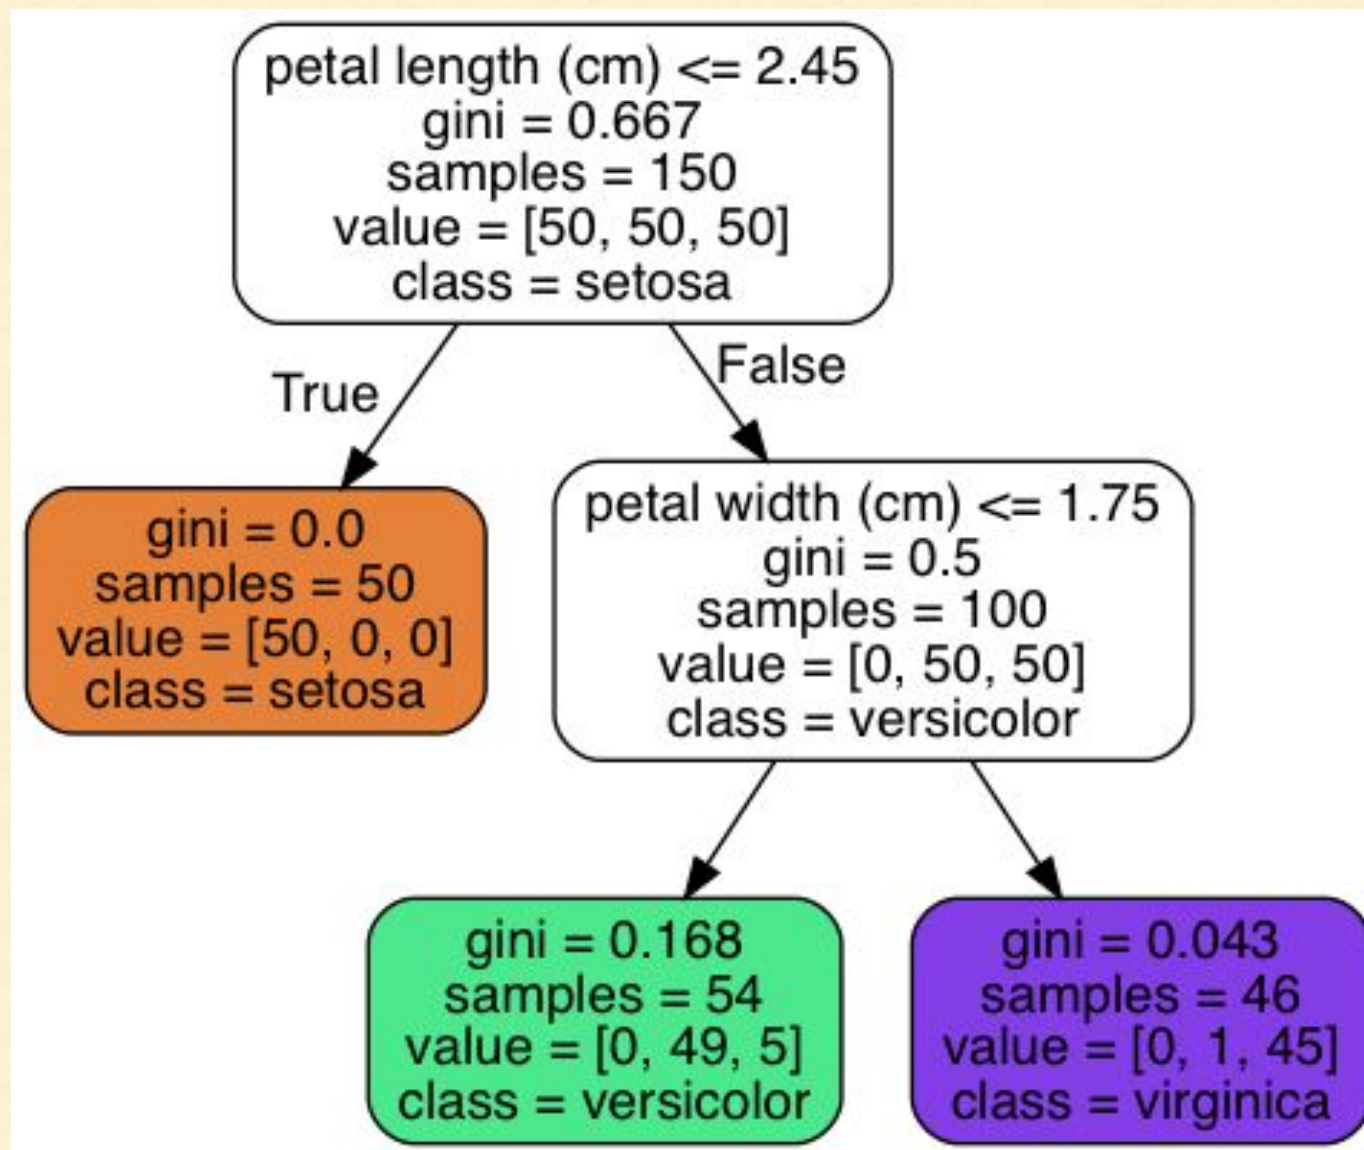 petal length (cm) <= 2.45
gini = 0.667
samples = 150
value = [50, 50, 50]
class = setosa
True
False
gini = 0.0
samples = 50
value = [50, 0, 0]
class = setosa
petal width (cm) <= 1.75
gini = 0.5
samples = 100
value = [0, 50, 50]
class = versicolor
gini = 0.168
samples = 54
value = [0, 49, 5]
class = versicolor
gini = 0.043
samples = 46
value = [0, 1, 45]
class = virginica